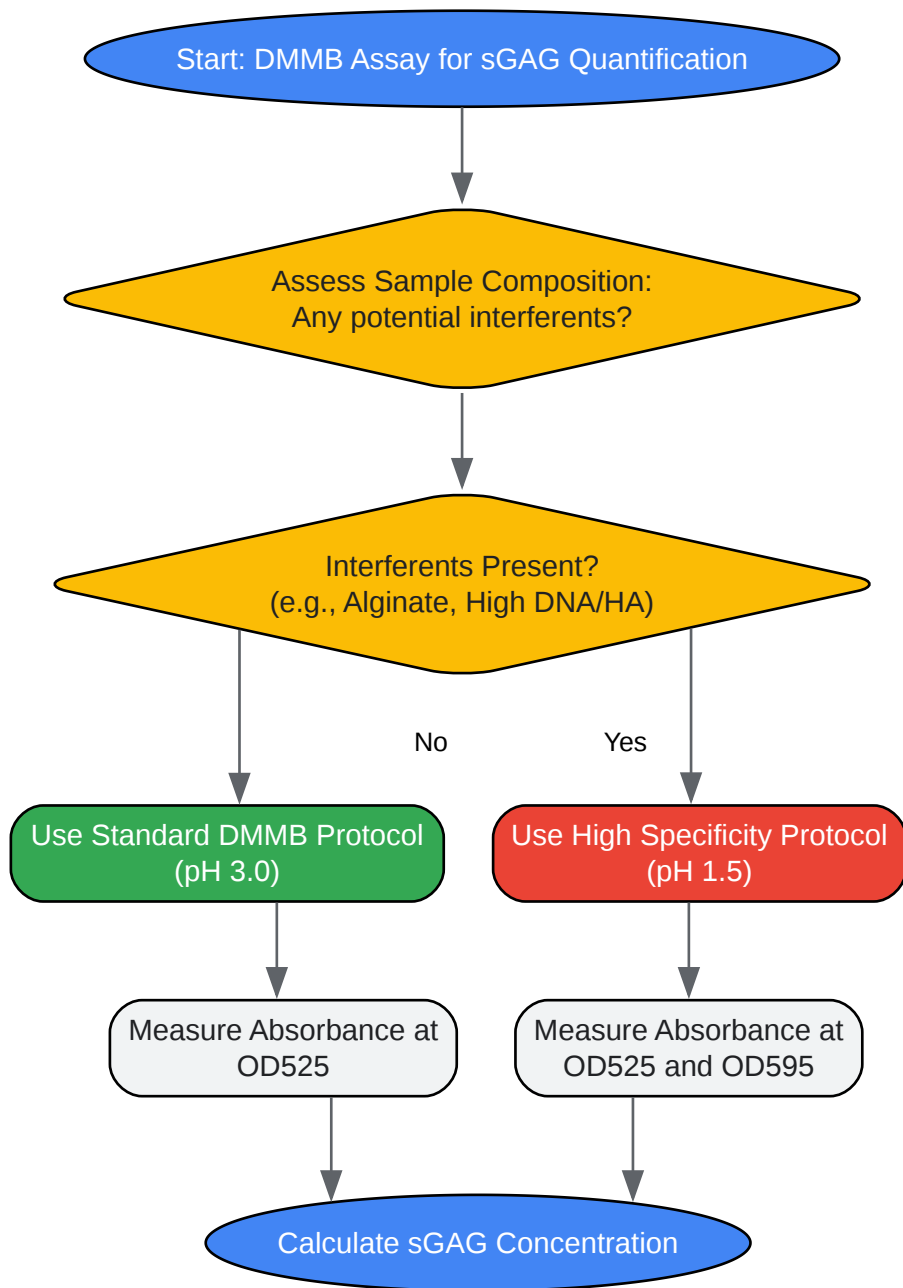 Start: DMMB Assay for sGAG Quantification
Assess Sample Composition:
Any potential interferents?
Interferents Present?
(e.g., Alginate, High DNA/HA)
No
Yes
Use Standard DMMB Protocol
(pH 3.0)
Use High Specificity Protocol
(pH 1.5)
Measure Absorbance at
OD525
Measure Absorbance at
OD525 and OD595
Calculate sGAG Concentration